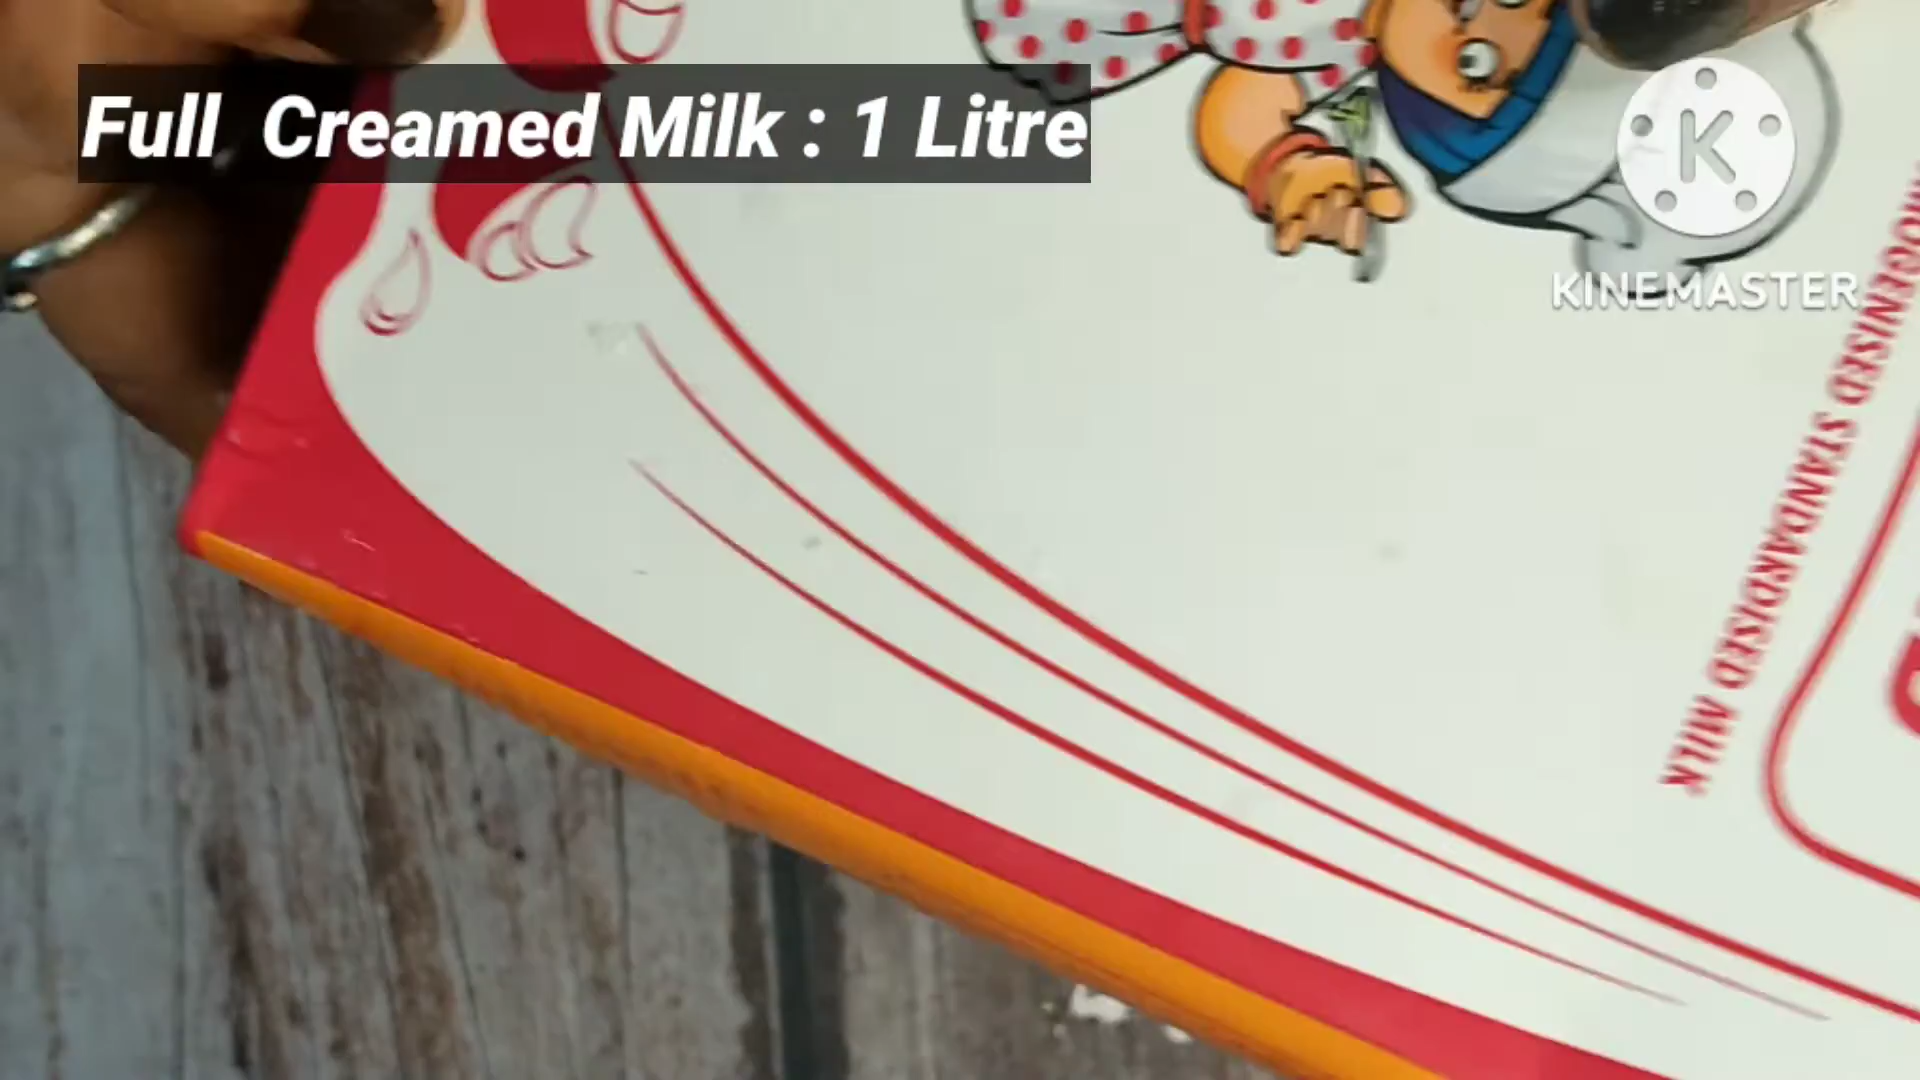 Full Creamed Milk : 1 Litre
K
KINEMASTER
HOMOGENISED STANDARDISED MILK